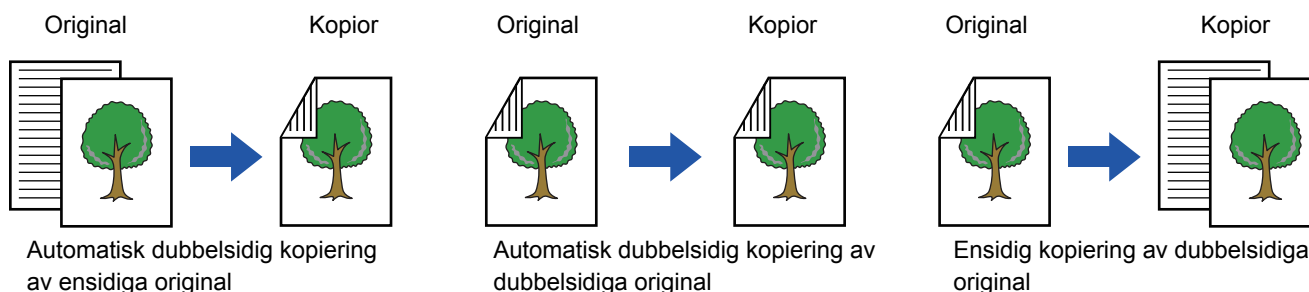 Original
Kopior
Original
Kopior
Original
Kopior
Automatisk dubbelsidig kopiering
av ensidiga original
Automatisk dubbelsidig kopiering av
dubbelsidiga original
Ensidig kopiering av dubbelsidiga
original